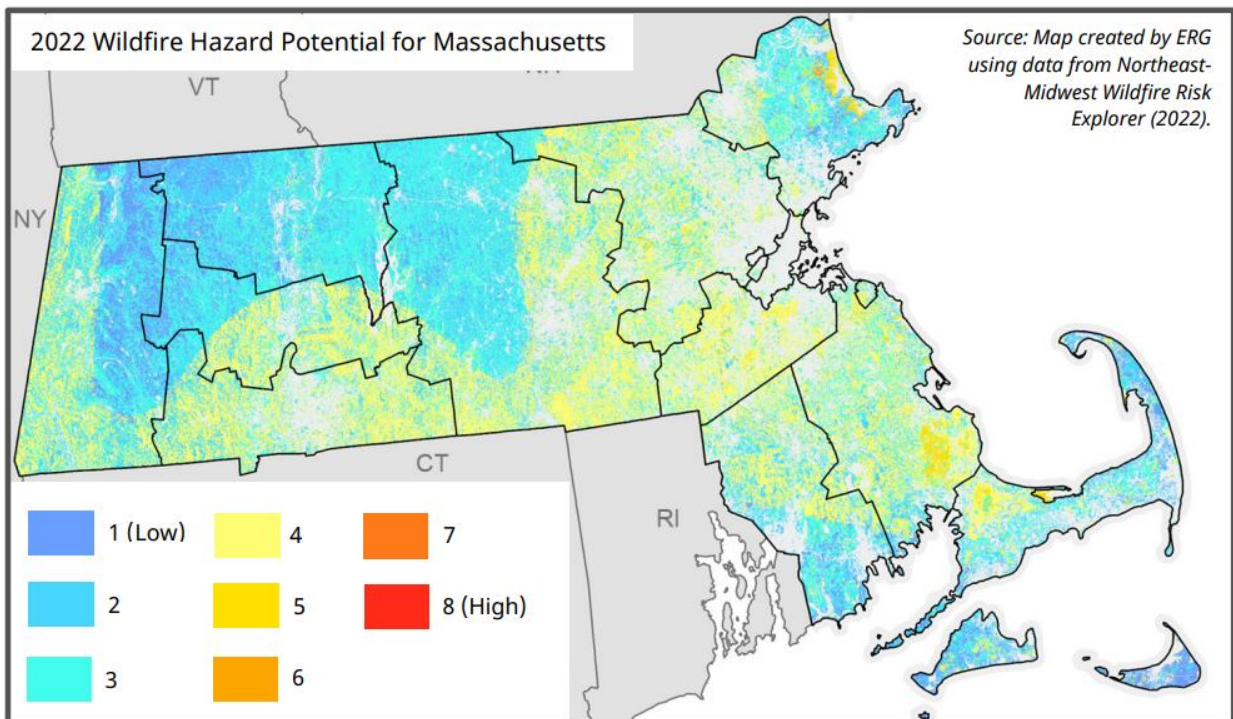 2022 Wildfire Hazard Potential for Massachusetts
Source: Map created by ERG
using data from Northeast-
Midwest Wildfire Risk
Explorer (2022).
VT
NY
CT
RI
1 (Low)
2
3
4
5
6
7
8 (High)